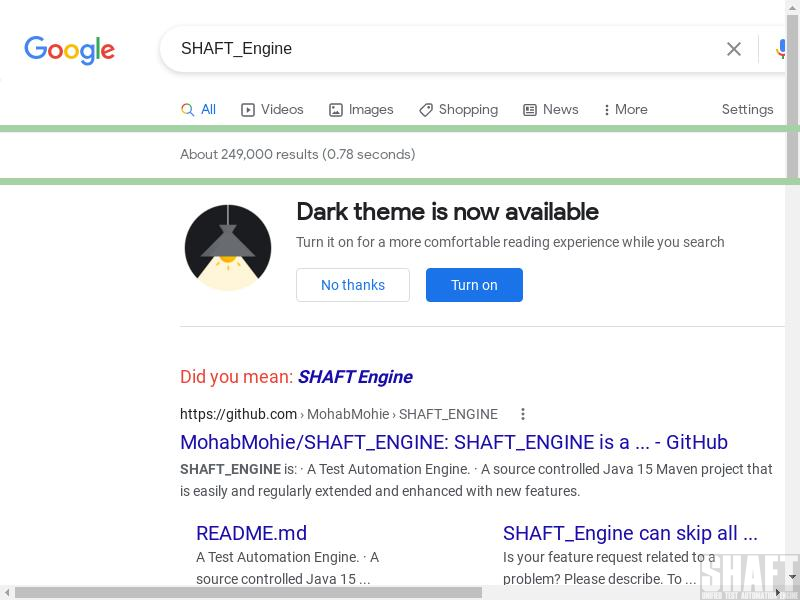 Google
SHAFT_Engine
All Videos Images Shopping News More Settings
About 249,000 results (0.78 seconds)
Dark theme is now available
Turn it on for a more comfortable reading experience while you search
No thanks Turn on
Did you mean: SHAFT Engine
https://github.com › MohabMohie › SHAFT_ENGINE
MohabMohie/SHAFT_ENGINE: SHAFT_ENGINE is a ... - GitHub
SHAFT_ENGINE is: · A Test Automation Engine. · A source controlled Java 15 Maven project that
is easily and regularly extended and enhanced with new features.
README.md
A Test Automation Engine. · A
source controlled Java 15 ...
SHAFT_Engine can skip all ...
Is your feature request related to a
problem? Please describe. To ...
SHAFT
UNIFIED TEST AUTOMATION ENGINE